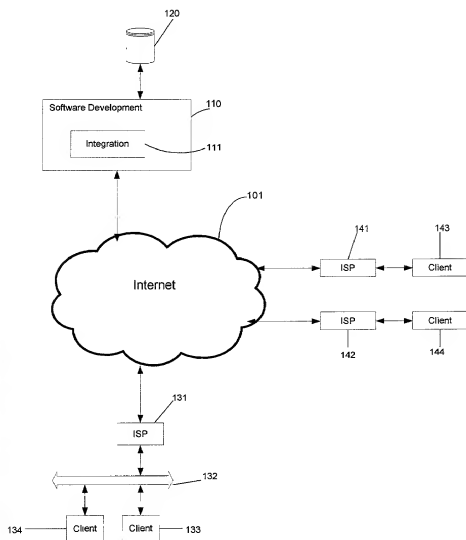 120
Software Development
110
Integration
111
101
141
143
Internet
ISP
Client
ISP
Client
142
144
131
ISP
132
134
Client
Client
133